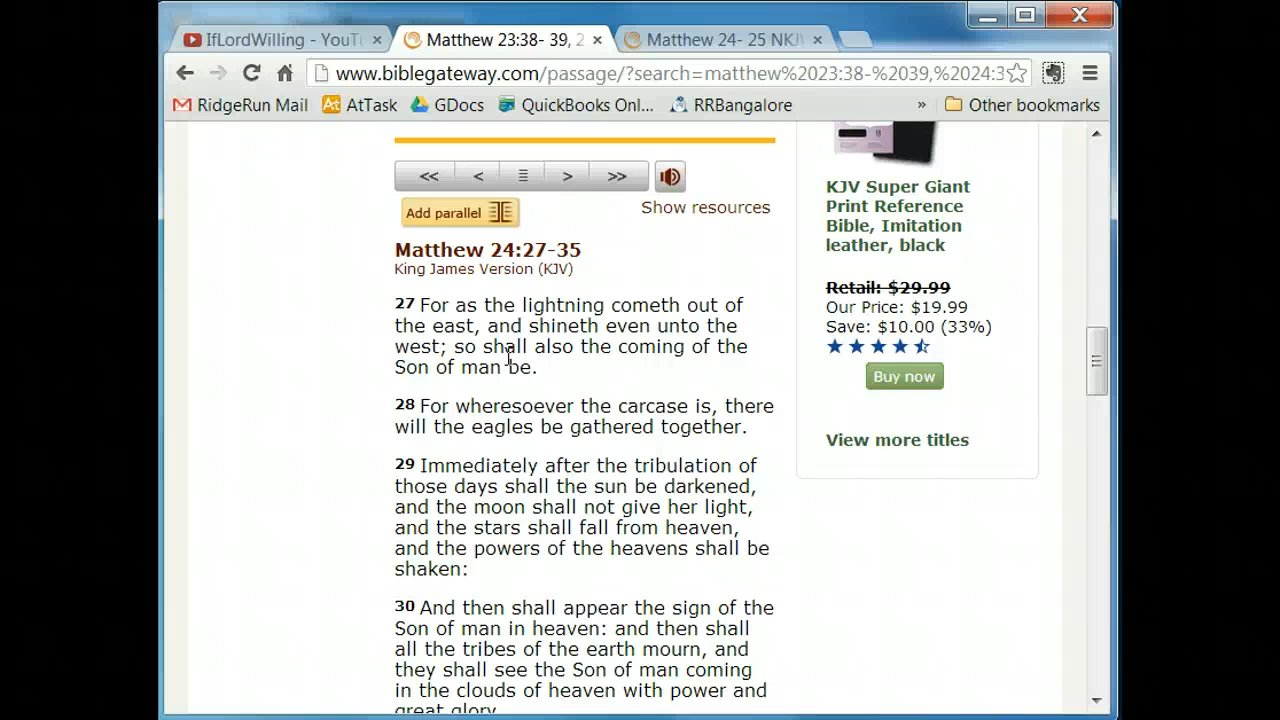 IfLordWilling - YouT
Matthew 23:38- 39, 2
Matthew 24- 25 NKJV
www.biblegateway.com/passage/?search=matthew%2023:38-%2039,%2024:3
RidgeRun Mail
AtTask
GDocs
QuickBooks Onl...
RRBangalore
»
Other bookmarks
<< < ≡ > >>
Add parallel
Show resources
Matthew 24:27-35
King James Version (KJV)
27 For as the lightning cometh out of
the east, and shineth even unto the
west; so shall also the coming of the
Son of man be.
28 For wheresoever the carcase is, there
will the eagles be gathered together.
29 Immediately after the tribulation of
those days shall the sun be darkened,
and the moon shall not give her light,
and the stars shall fall from heaven,
and the powers of the heavens shall be
shaken:
30 And then shall appear the sign of the
Son of man in heaven: and then shall
all the tribes of the earth mourn, and
they shall see the Son of man coming
in the clouds of heaven with power and
great glory
KJV Super Giant
Print Reference
Bible, Imitation
leather, black
Retail: $29.99
Our Price: $19.99
Save: $10.00 (33%)
Buy now
View more titles